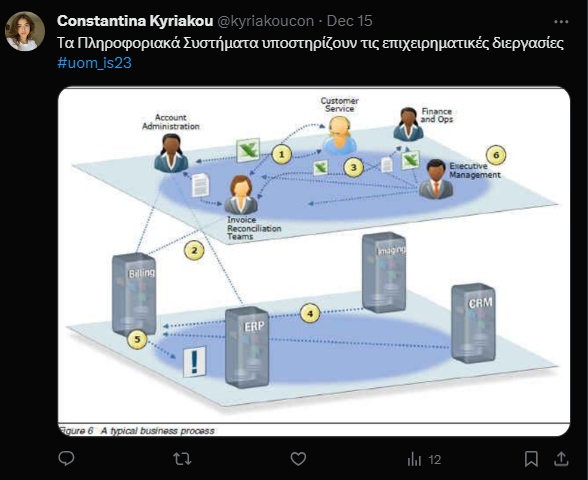 Constantina Kyriakou @kyriakoucon · Dec 15
Τα Πληροφοριακά Συστήματα υποστηρίζουν τις επιχειρηματικές διεργασίες
#uom_is23
Account
Administration
Customer
Service
Finance
and Ops
1
3
6
Executive
Management
Invoice
Reconciliation
Teams
2
Billing
Imaging
CRM
ERP
4
5
!
Figure 6 A typical business process
12